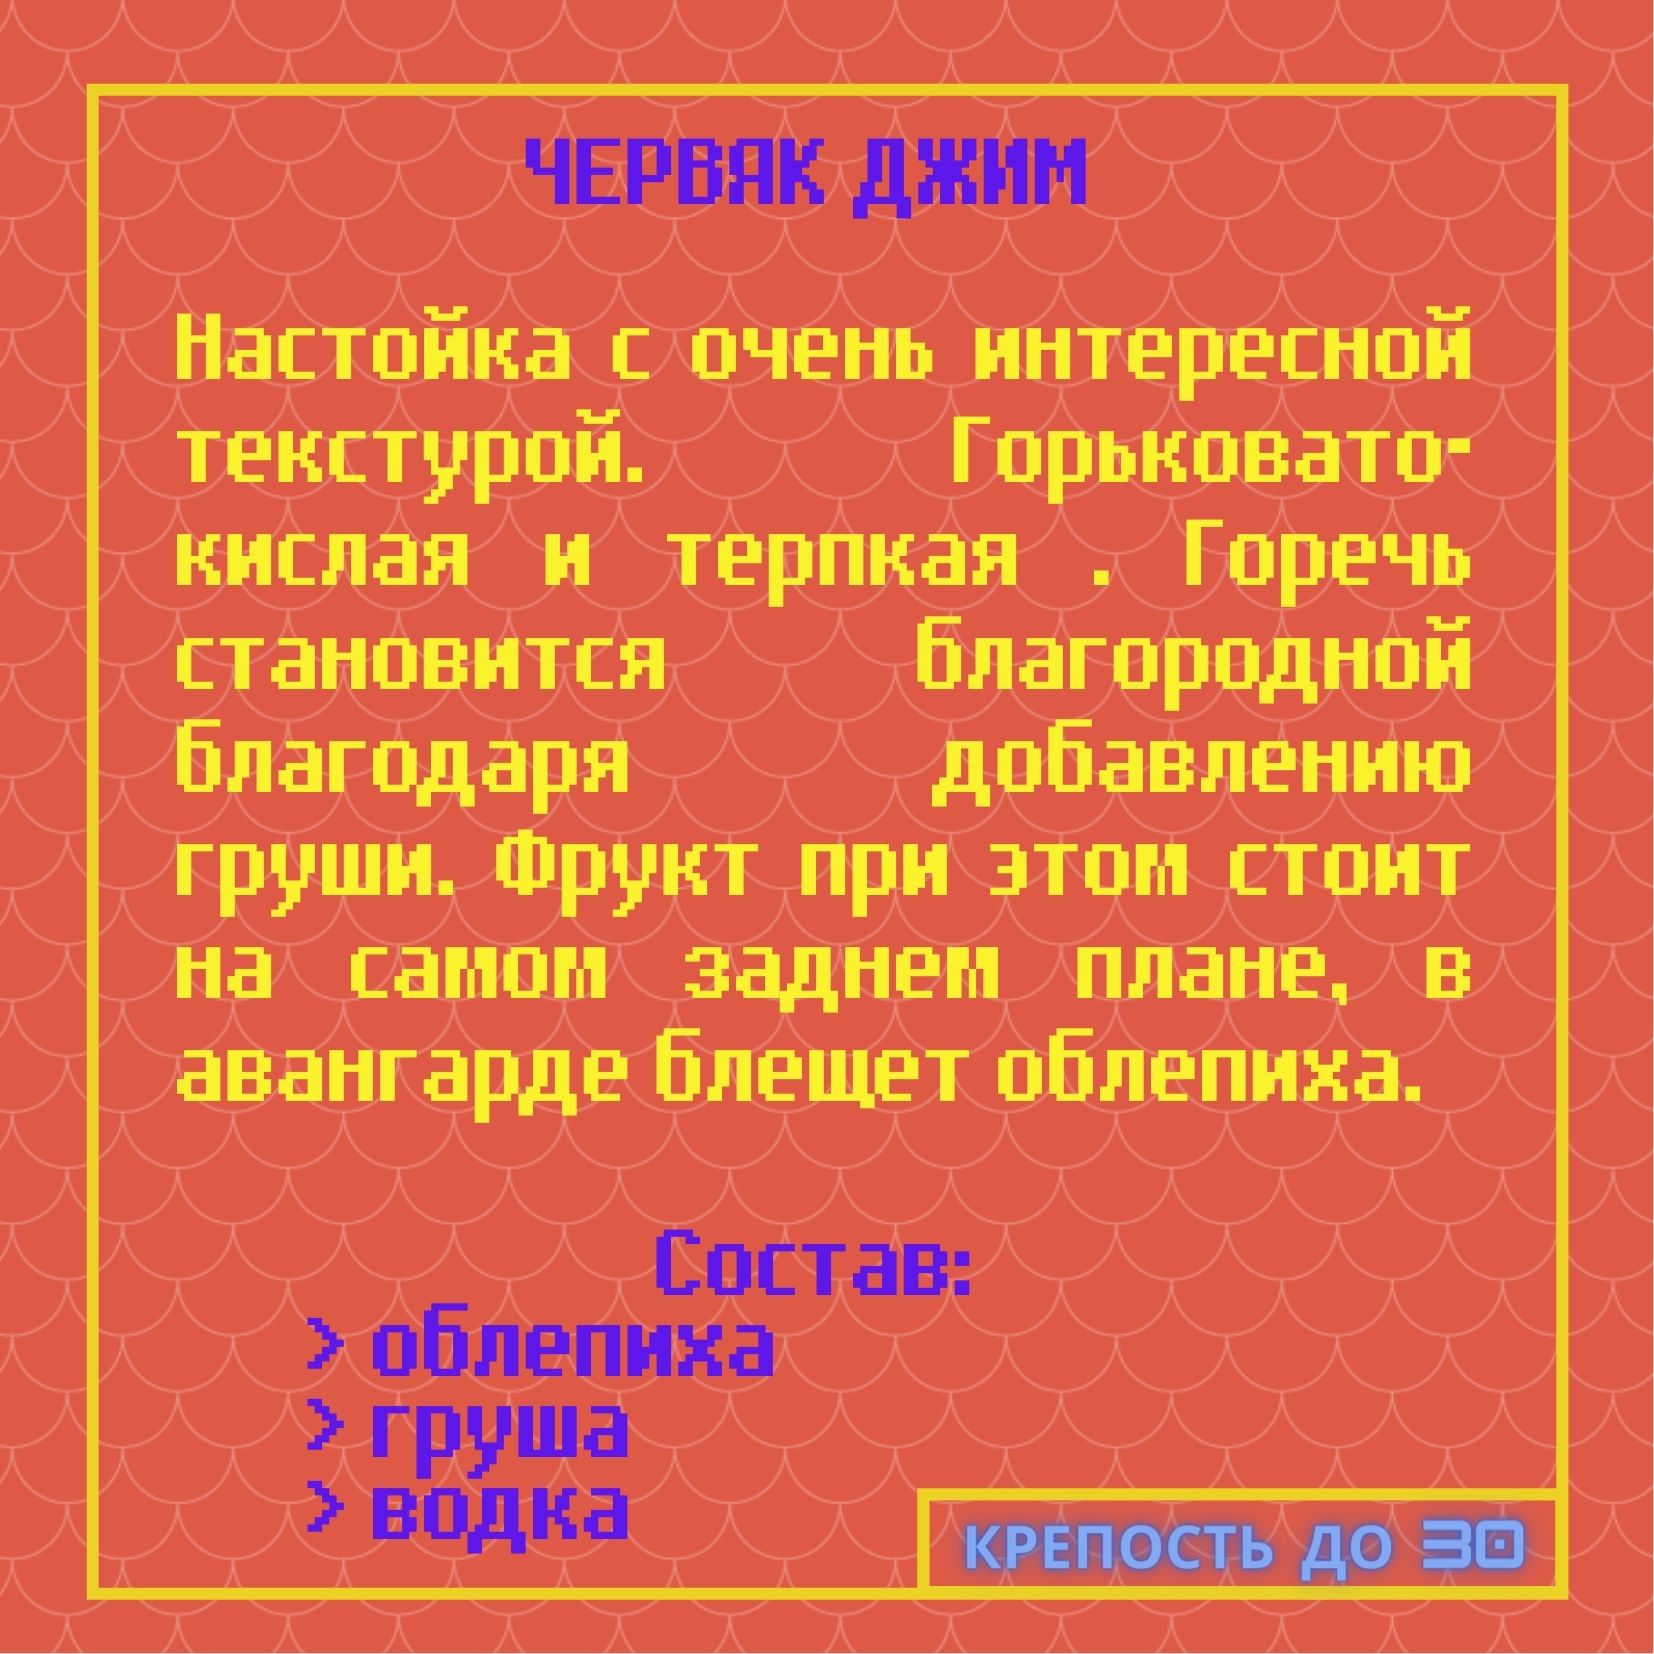 ЧЕРВЯК ДЖИМ
Настойка с очень интересной
текстурой. Горьковато-
кислая и терпкая . Горечь
становится благородной
благодаря добавлению
груши. Фрукт при этом стоит
на самом заднем плане, в
авангарде блещет облепиха.
Состав:
> облепиха
> груша
> водка
КРЕПОСТЬ ДО 30